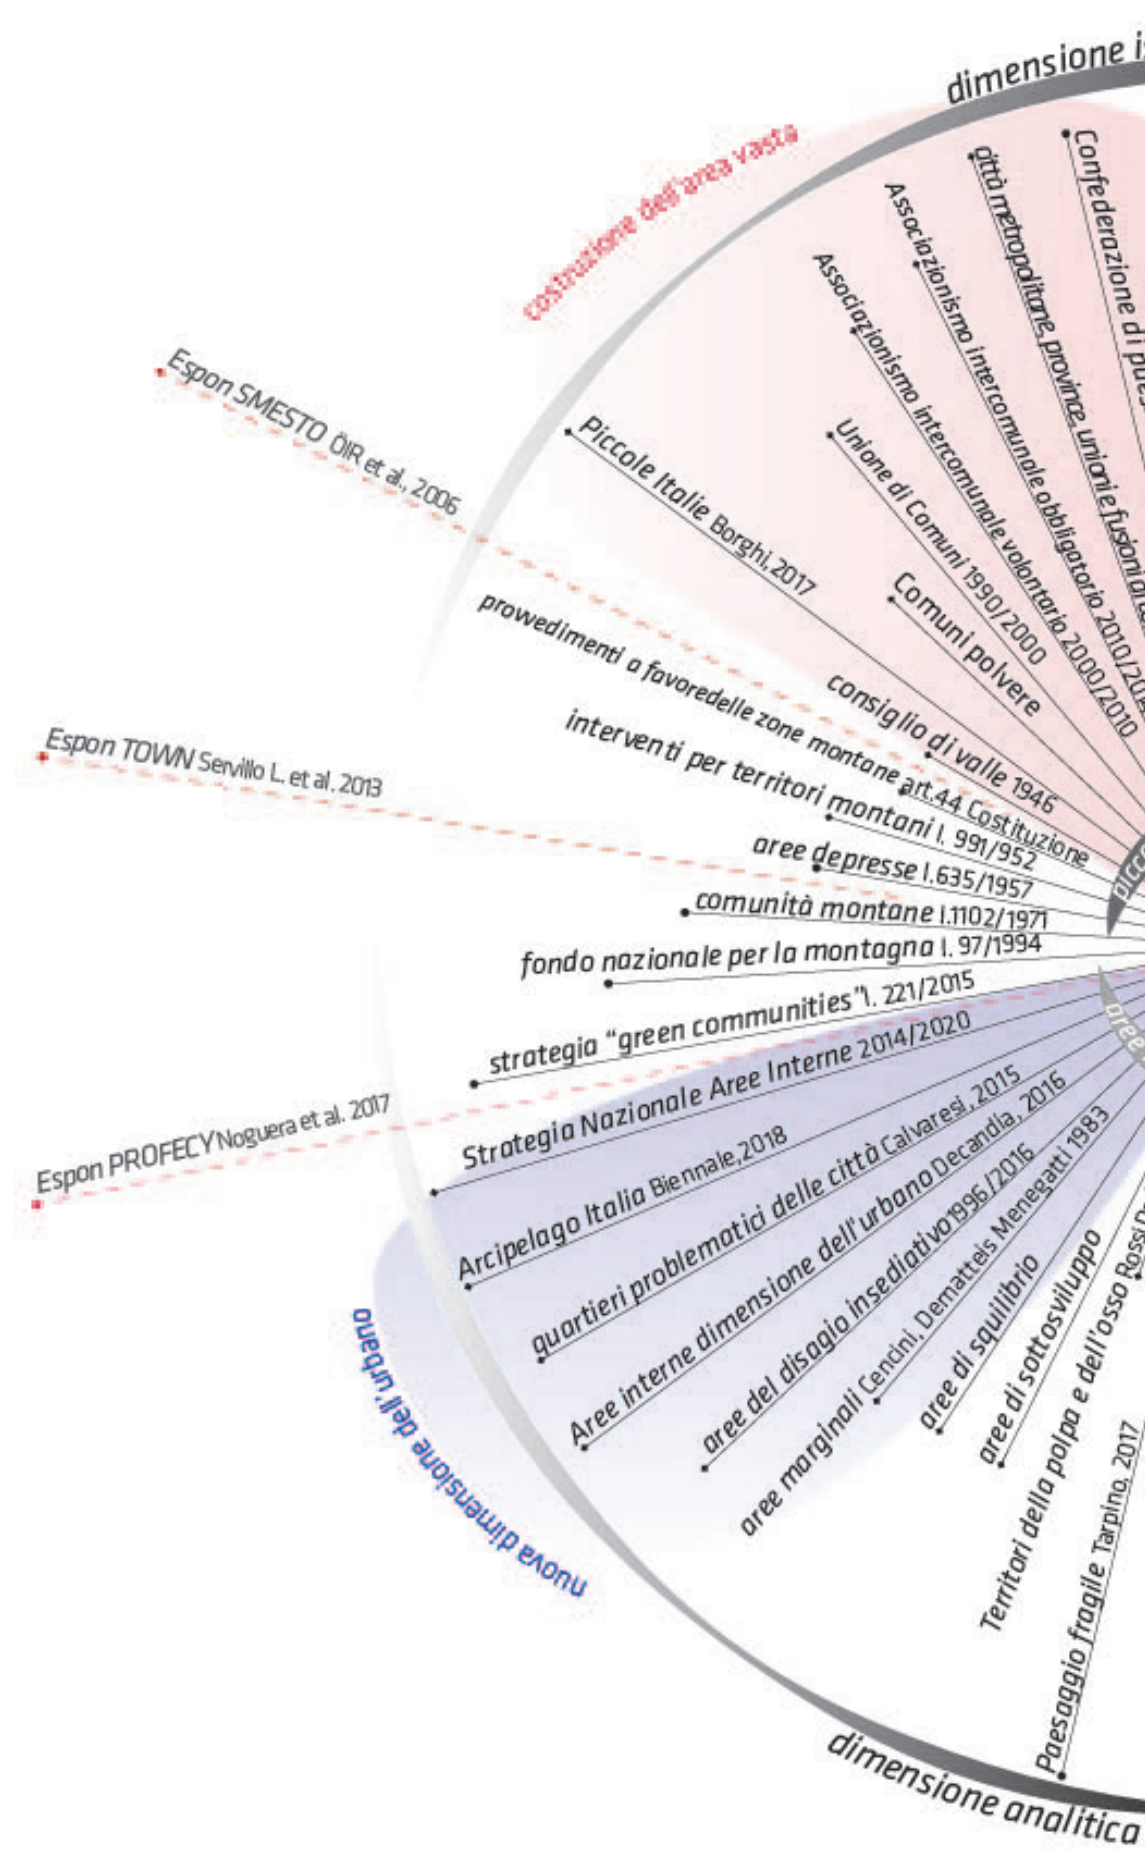 dimensione i
costruzione dell'area vasta
Confederazione di paes
città metropolitane, province, unioni e fusioni di
Associazionismo intercomunale obbligatorio 2010/201
Associazionismo intercomunale volontario 2000/2010
Unione di Comuni 1990/2000
Comuni polvere
Piccole Italie Borghi, 2017
consiglio di valle 1946
Espon SMESTO ÖIR et al., 2006
provvedimenti a favoredelle zone montane art.44 Costituzione
interventi per territori montani l. 991/952
Espon TOWN Servillo L. et al. 2013
aree depresse l.635/1957
comunità montane l.1102/1971
fondo nazionale per la montagna l. 97/1994
strategia “green communities”l. 221/2015
picco
aree
Espon PROFECY Noguera et al. 2017
Strategia Nazionale Aree Interne 2014/2020
Arcipelago Italia Biennale,2018
quartieri problematici delle città Calvaresi, 2015
Aree interne dimensione dell'urbano Decandia, 2016
aree del disagio insediativo1996/2016
aree marginali Cencini, Dematteis Menegatti 1983
aree di squilibrio
aree di sottosviluppo
Territori della polpa e dell'osso Rossi D
Paesaggio fragile Tarpino, 2017
nuova dimensione dell'urbano
dimensione analitica